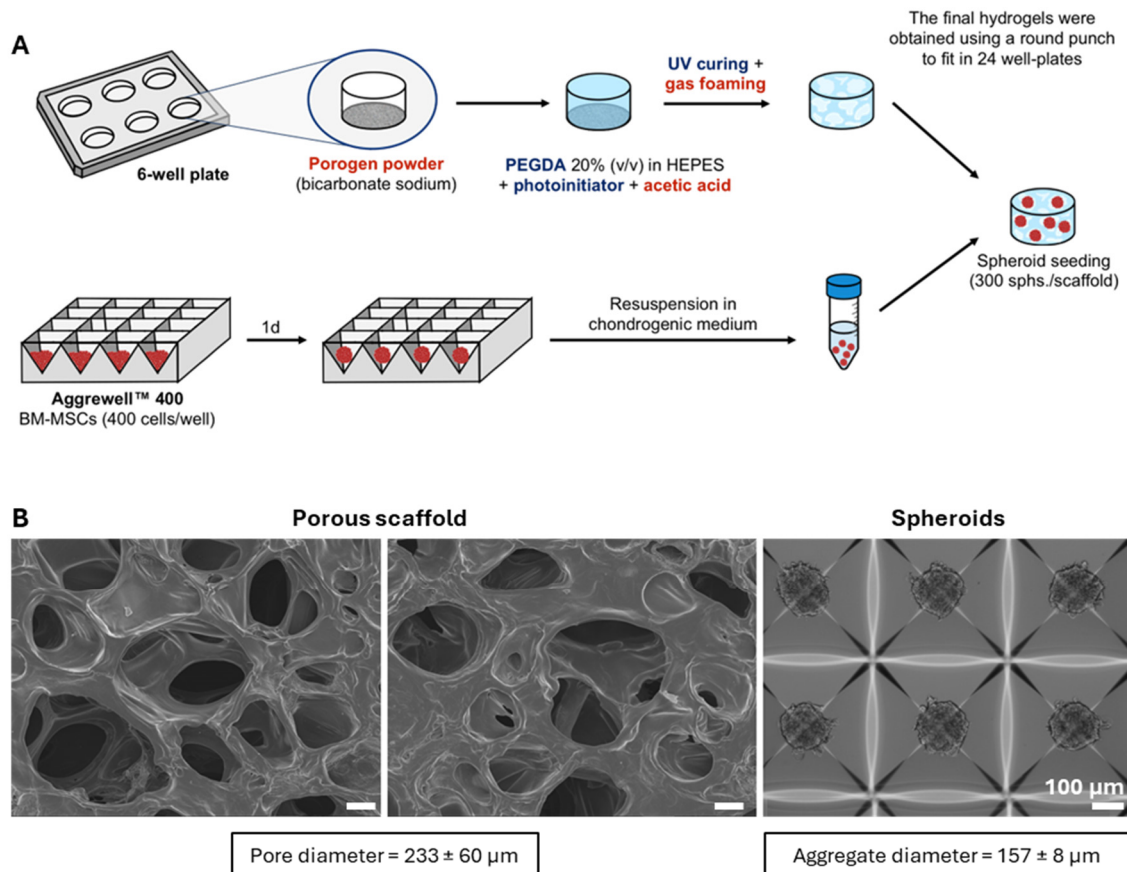 A
6-well plate
Porogen powder
(bicarbonate sodium)
PEGDA 20% (v/v) in HEPES
+ photoinitiator + acetic acid
UV curing +
gas foaming
The final hydrogels were
obtained using a round punch
to fit in 24 well-plates
Spheroid seeding
(300 sphs./scaffold)
1d
Resuspension in
chondrogenic medium
Aggrewell™ 400
BM-MSCs (400 cells/well)
B
Porous scaffold
Spheroids
100 µm
Pore diameter = 233 ± 60 µm
Aggregate diameter = 157 ± 8 µm